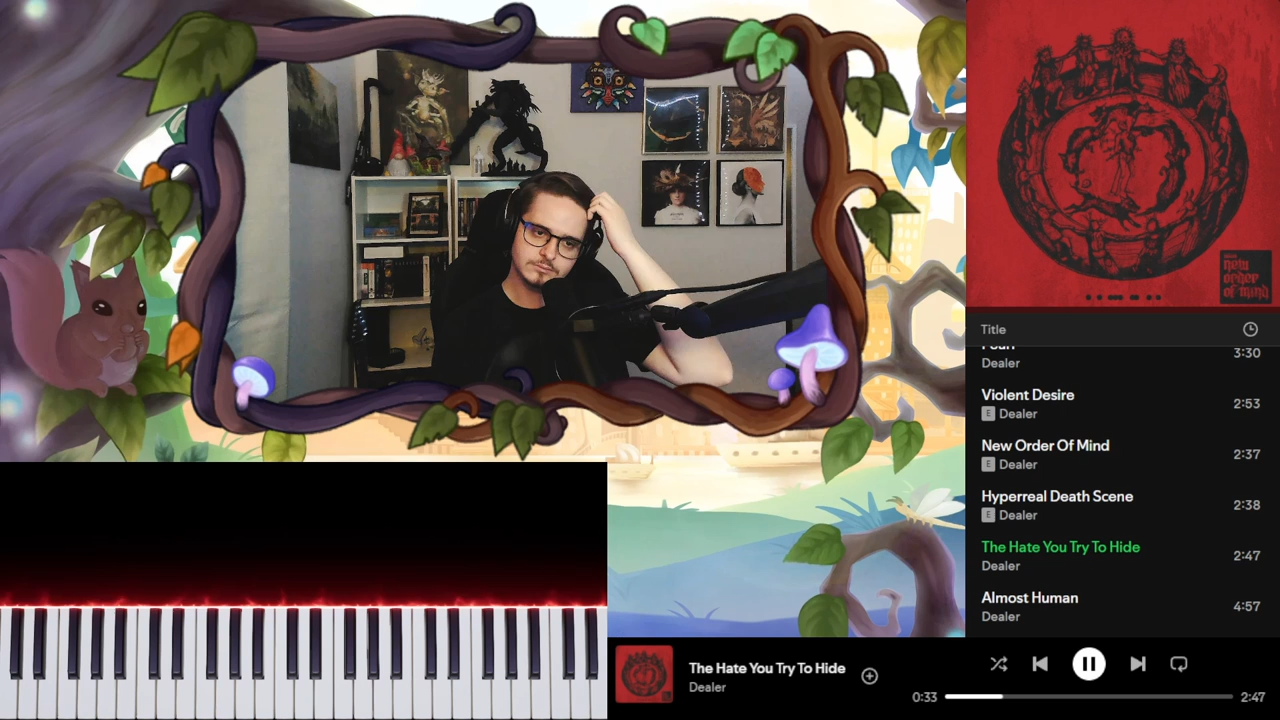 new
order
of mind
Title
3:30
Dealer
Violent Desire
E Dealer
2:53
New Order Of Mind
E Dealer
2:37
Hyperreal Death Scene
E Dealer
2:38
The Hate You Try To Hide
Dealer
2:47
Almost Human
Dealer
4:57
The Hate You Try To Hide
Dealer
0:33
2:47